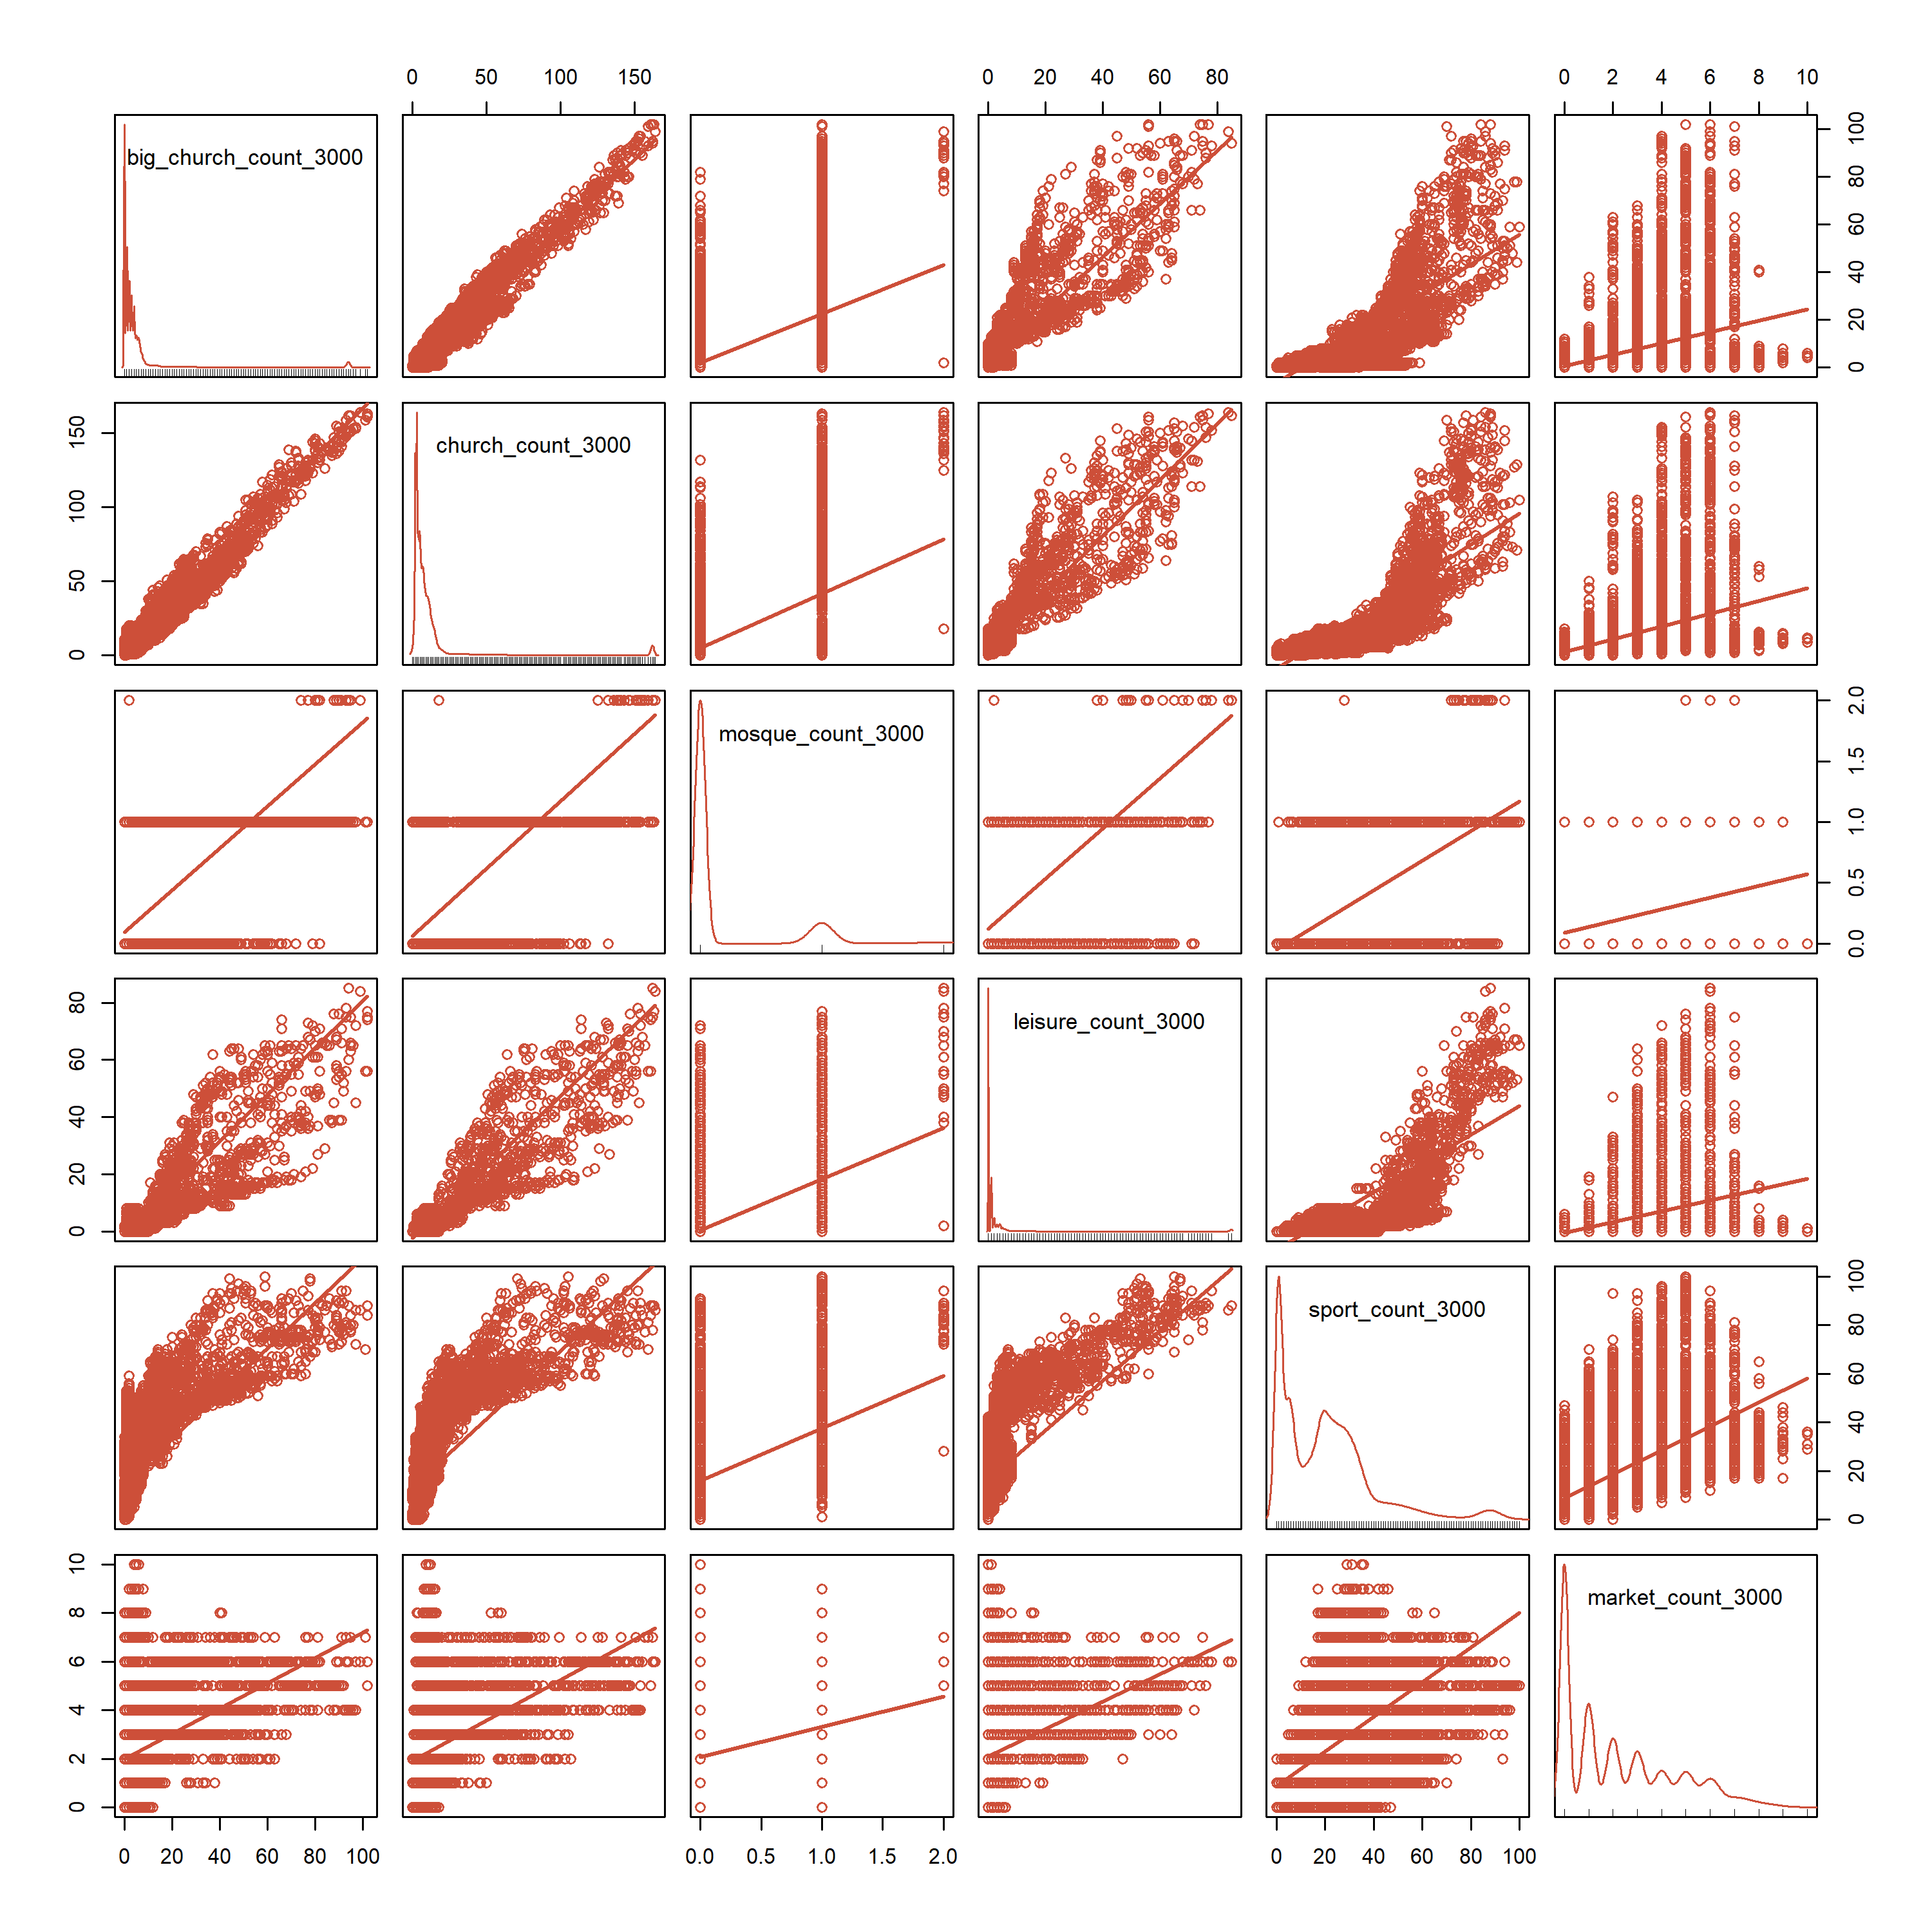 0 50 100 150 0 20 40 60 80 0 2 4 6 8 10
big_church_count_3000
0 20 40 60 80 100
church_count_3000
0 50 100 150
mosque_count_3000
0.0 0.5 1.0 1.5 2.0
leisure_count_3000
0 20 40 60 80
sport_count_3000
0 20 40 60 80 100
market_count_3000
0 2 4 6 8 10
0 20 40 60 80 100 0.0 0.5 1.0 1.5 2.0 0 20 40 60 80 100